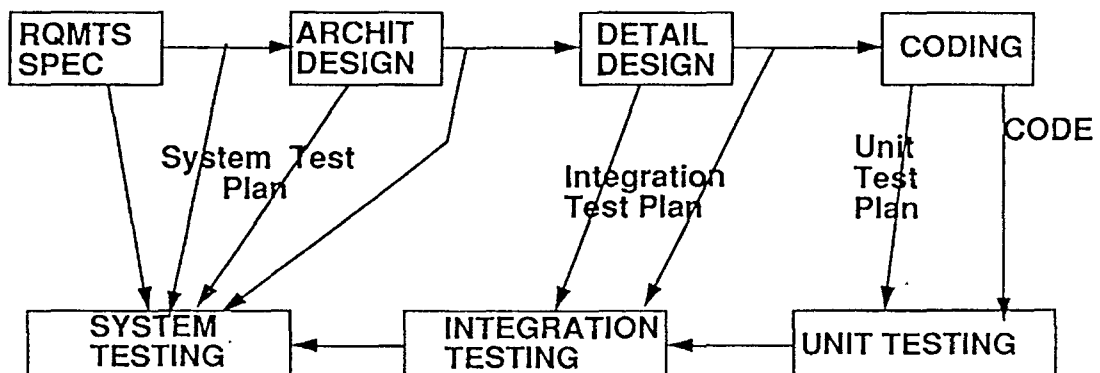 RQMTS
SPEC
ARCHIT
DESIGN
DETAIL
DESIGN
CODING
System Test
Plan
Integration
Test Plan
Unit
Test
Plan
CODE
SYSTEM
TESTING
INTEGRATION
TESTING
UNIT TESTING